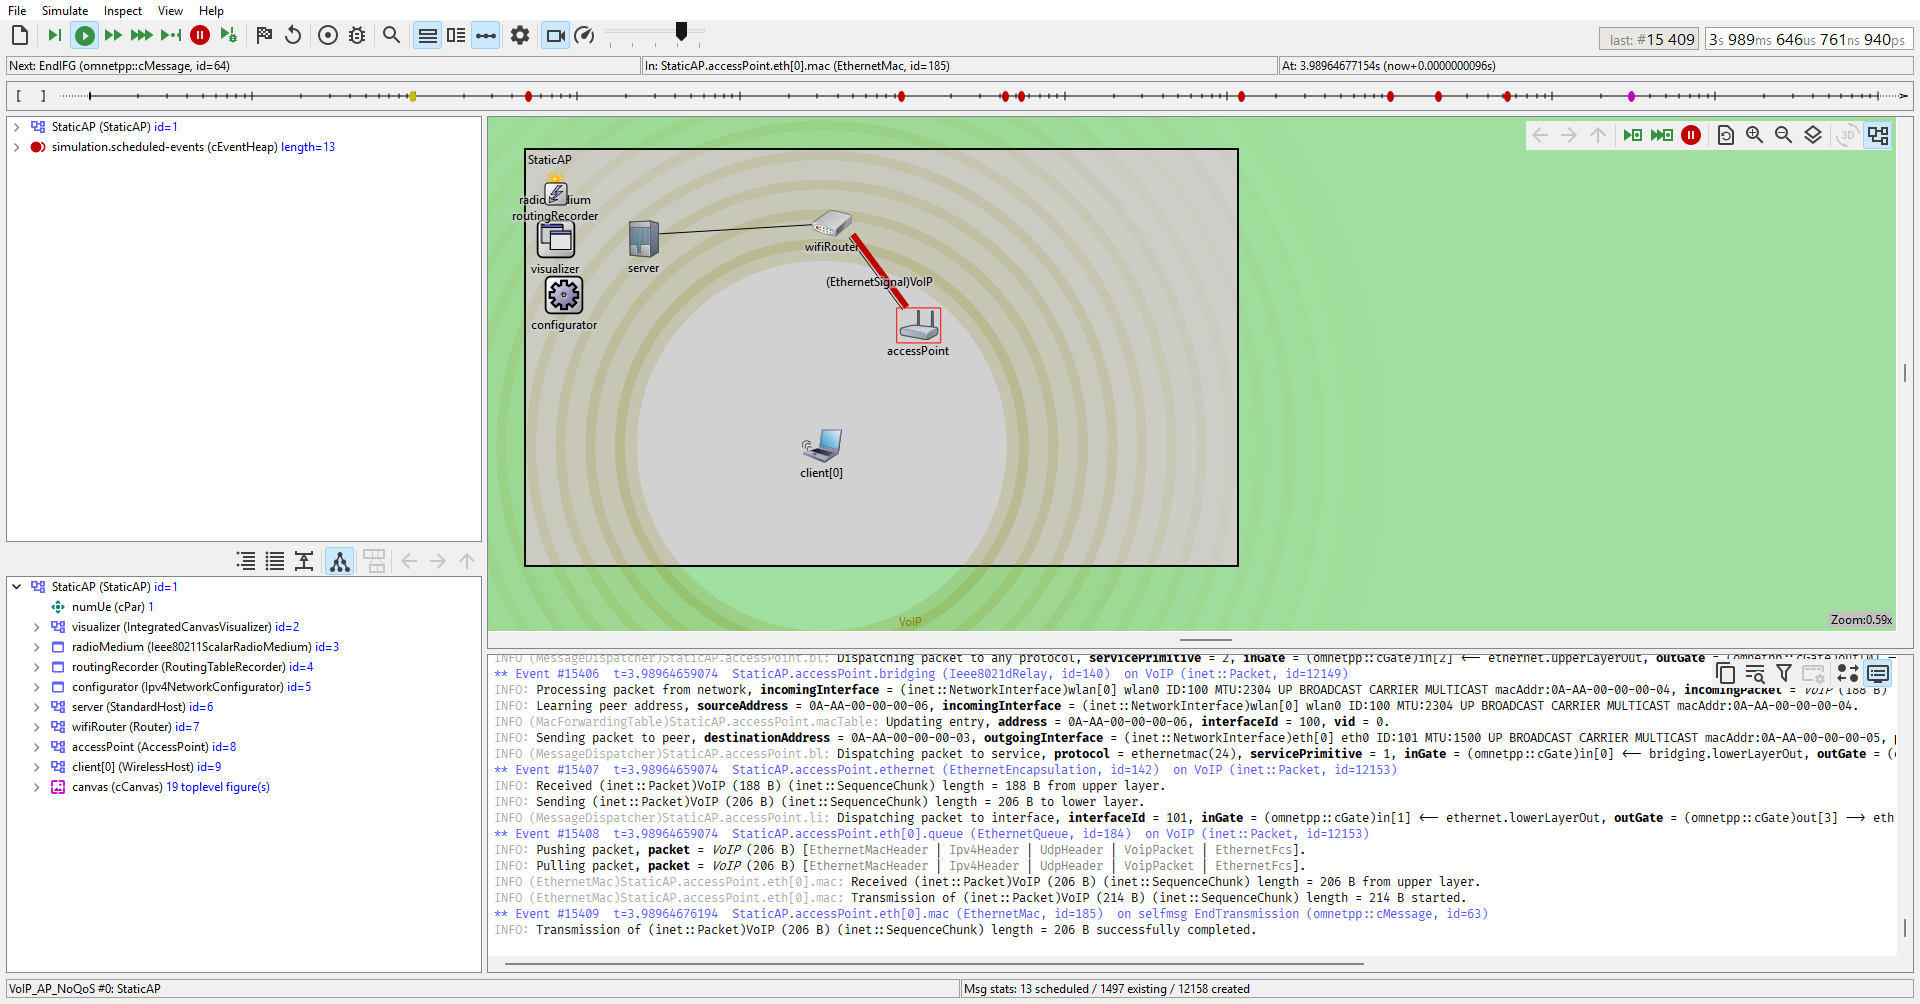 File Simulate Inspect View Help
last: #15 409 3s 989ms 646us 761ns 940ps
Next: EndIFG (omnetpp::cMessage, id=64) In: StaticAP.accessPoint.eth[0].mac (EthernetMac, id=185) At: 3.98964677154s (now+0.0000000096s)
[ ]
StaticAP (StaticAP) id=1
simulation.scheduled-events (cEventHeap) length=13
StaticAP (StaticAP) id=1
numUe (cPar) 1
visualizer (IntegratedCanvasVisualizer) id=2
radioMedium (Ieee80211ScalarRadioMedium) id=3
routingRecorder (RoutingTableRecorder) id=4
configurator (Ipv4NetworkConfigurator) id=5
server (StandardHost) id=6
wifiRouter (Router) id=7
accessPoint (AccessPoint) id=8
client[0] (WirelessHost) id=9
canvas (cCanvas) 19 toplevel figure(s)
3D
StaticAP
routingRecorder
visualizer
configurator
server
wifiRouter
(EthernetSignal)VoIP
accessPoint
client[0]
VoIP
Zoom:0.59x
INFO (MessageDispatcher)StaticAP.accessPoint.bl: Dispatching packet to any protocol, servicePrimitive = 2, inGate = (omnetpp::cGate)in[2] <-- ethernet.upperLayerOut, outGate = (omnetpp::cGate)out[0]
** Event #15406 t=3.98964659074 StaticAP.accessPoint.bridging (Ieee8021dRelay, id=140) on VoIP (inet::Packet, id=12149)
INFO: Processing packet from network, incomingInterface = (inet::NetworkInterface)wlan[0] wlan0 ID:100 MTU:2304 UP BROADCAST CARRIER MULTICAST macAddr:0A-AA-00-00-00-04, incomingPacket = VoIP (188 B)
INFO: Learning peer address, sourceAddress = 0A-AA-00-00-00-06, incomingInterface = (inet::NetworkInterface)wlan[0] wlan0 ID:100 MTU:2304 UP BROADCAST CARRIER MULTICAST macAddr:0A-AA-00-00-00-04.
INFO (MacForwardingTable)StaticAP.accessPoint.macTable: Updating entry, address = 0A-AA-00-00-00-06, interfaceId = 100, vid = 0.
INFO: Sending packet to peer, destinationAddress = 0A-AA-00-00-00-03, outgoingInterface = (inet::NetworkInterface)eth[0] eth0 ID:101 MTU:1500 UP BROADCAST CARRIER MULTICAST macAddr:0A-AA-00-00-00-05,
INFO (MessageDispatcher)StaticAP.accessPoint.bl: Dispatching packet to service, protocol = ethernetmac(24), servicePrimitive = 1, inGate = (omnetpp::cGate)in[0] <-- bridging.lowerLayerOut, outGate = (
** Event #15407 t=3.98964659074 StaticAP.accessPoint.ethernet (EthernetEncapsulation, id=142) on VoIP (inet::Packet, id=12153)
INFO: Received (inet::Packet)VoIP (188 B) (inet::SequenceChunk) length = 188 B from upper layer.
INFO: Sending (inet::Packet)VoIP (206 B) (inet::SequenceChunk) length = 206 B to lower layer.
INFO (MessageDispatcher)StaticAP.accessPoint.li: Dispatching packet to interface, interfaceId = 101, inGate = (omnetpp::cGate)in[1] <-- ethernet.lowerLayerOut, outGate = (omnetpp::cGate)out[3] --> eth
** Event #15408 t=3.98964659074 StaticAP.accessPoint.eth[0].queue (EthernetQueue, id=184) on VoIP (inet::Packet, id=12153)
INFO: Pushing packet, packet = VoIP (206 B) [EthernetMacHeader | Ipv4Header | UdpHeader | VoipPacket | EthernetFcs].
INFO: Pulling packet, packet = VoIP (206 B) [EthernetMacHeader | Ipv4Header | UdpHeader | VoipPacket | EthernetFcs].
INFO (EthernetMac)StaticAP.accessPoint.eth[0].mac: Received (inet::Packet)VoIP (206 B) (inet::SequenceChunk) length = 206 B from upper layer.
INFO (EthernetMac)StaticAP.accessPoint.eth[0].mac: Transmission of (inet::Packet)VoIP (214 B) (inet::SequenceChunk) length = 214 B started.
** Event #15409 t=3.98964676194 StaticAP.accessPoint.eth[0].mac (EthernetMac, id=185) on selfmsg EndTransmission (omnetpp::cMessage, id=63)
INFO: Transmission of (inet::Packet)VoIP (206 B) (inet::SequenceChunk) length = 206 B successfully completed.
VoIP_AP_NoQoS #0: StaticAP Msg stats: 13 scheduled / 1497 existing / 12158 created